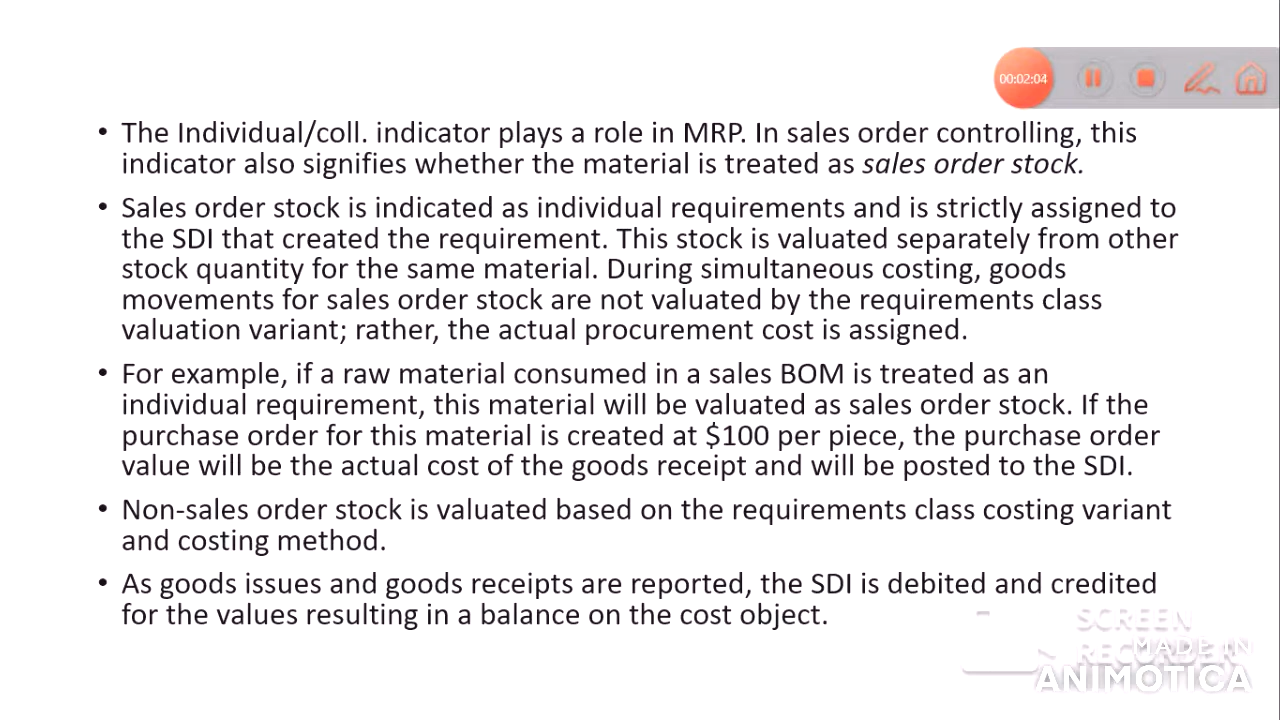 00:02:04
• The Individual/coll. indicator plays a role in MRP. In sales order controlling, this
indicator also signifies whether the material is treated as sales order stock.
• Sales order stock is indicated as individual requirements and is strictly assigned to
the SDI that created the requirement. This stock is valuated separately from other
stock quantity for the same material. During simultaneous costing, goods
movements for sales order stock are not valuated by the requirements class
valuation variant; rather, the actual procurement cost is assigned.
• For example, if a raw material consumed in a sales BOM is treated as an
individual requirement, this material will be valuated as sales order stock. If the
purchase order for this material is created at $100 per piece, the purchase order
value will be the actual cost of the goods receipt and will be posted to the SDI.
• Non-sales order stock is valuated based on the requirements class costing variant
and costing method.
• As goods issues and goods receipts are reported, the SDI is debited and credited
for the values resulting in a balance on the cost object.
SCREEN
RECORDER
MADE IN
ANIMOTICA